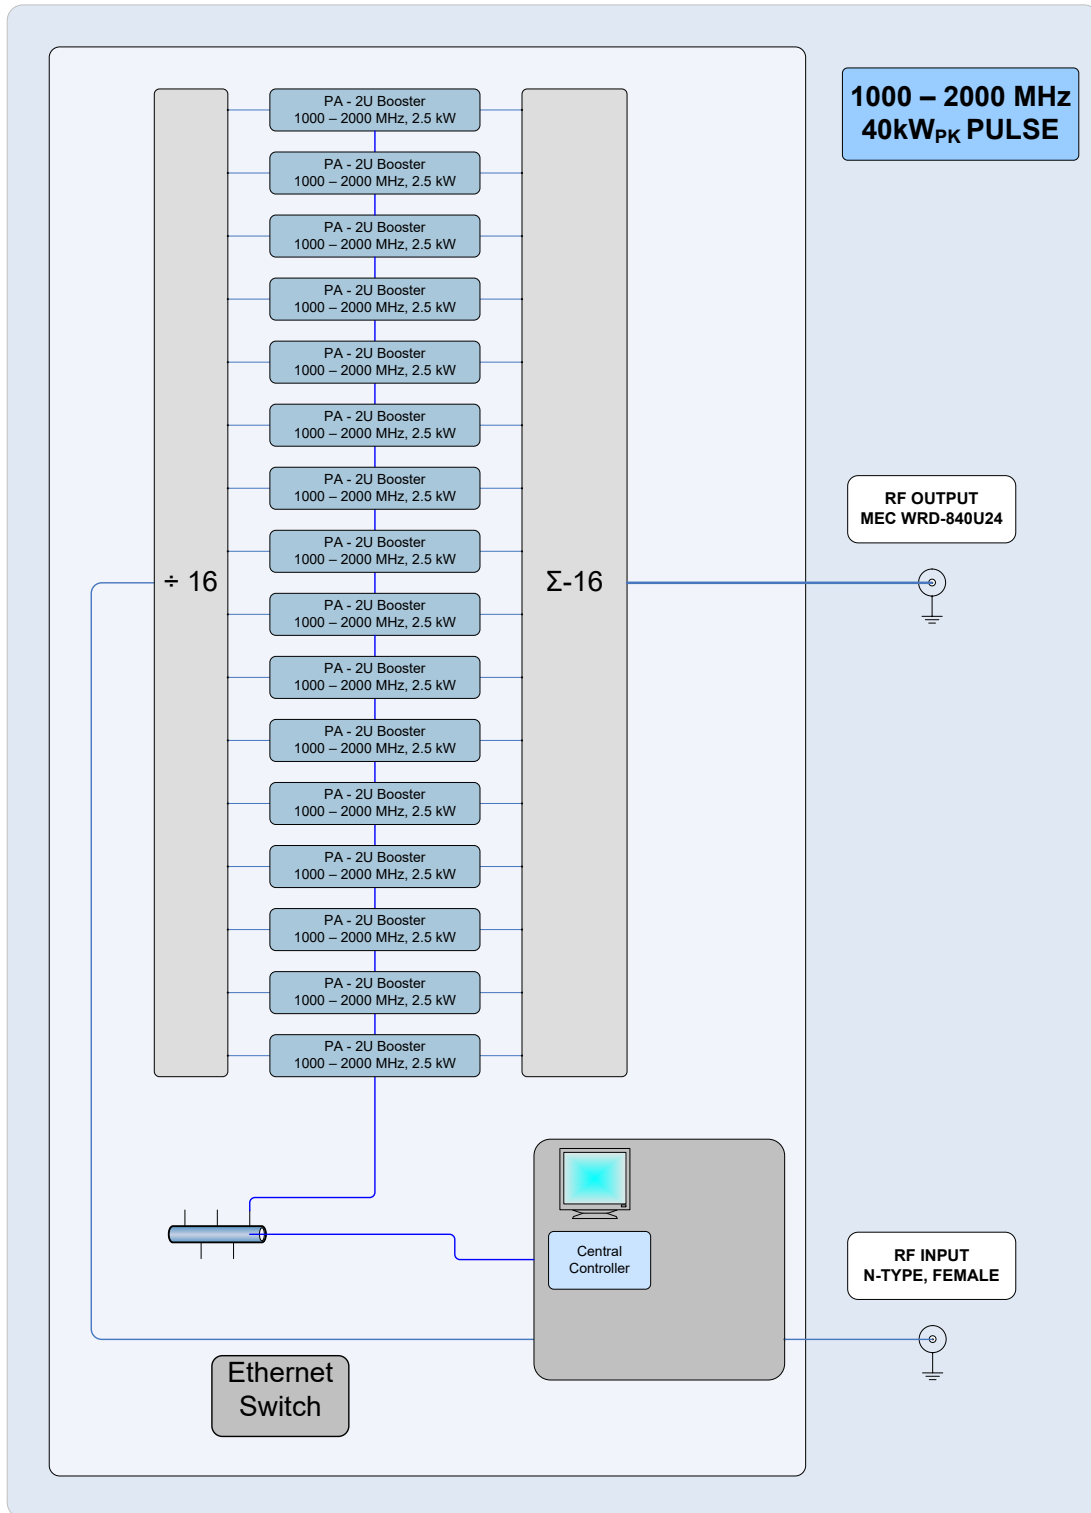 1000 – 2000 MHz
40kWPK PULSE
PA - 2U Booster
1000 – 2000 MHz, 2.5 kW
PA - 2U Booster
1000 – 2000 MHz, 2.5 kW
PA - 2U Booster
1000 – 2000 MHz, 2.5 kW
PA - 2U Booster
1000 – 2000 MHz, 2.5 kW
PA - 2U Booster
1000 – 2000 MHz, 2.5 kW
PA - 2U Booster
1000 – 2000 MHz, 2.5 kW
PA - 2U Booster
1000 – 2000 MHz, 2.5 kW
PA - 2U Booster
1000 – 2000 MHz, 2.5 kW
PA - 2U Booster
1000 – 2000 MHz, 2.5 kW
PA - 2U Booster
1000 – 2000 MHz, 2.5 kW
PA - 2U Booster
1000 – 2000 MHz, 2.5 kW
PA - 2U Booster
1000 – 2000 MHz, 2.5 kW
PA - 2U Booster
1000 – 2000 MHz, 2.5 kW
PA - 2U Booster
1000 – 2000 MHz, 2.5 kW
PA - 2U Booster
1000 – 2000 MHz, 2.5 kW
PA - 2U Booster
1000 – 2000 MHz, 2.5 kW
÷ 16
Σ-16
RF OUTPUT
MEC WRD-840U24
Central
Controller
RF INPUT
N-TYPE, FEMALE
Ethernet
Switch